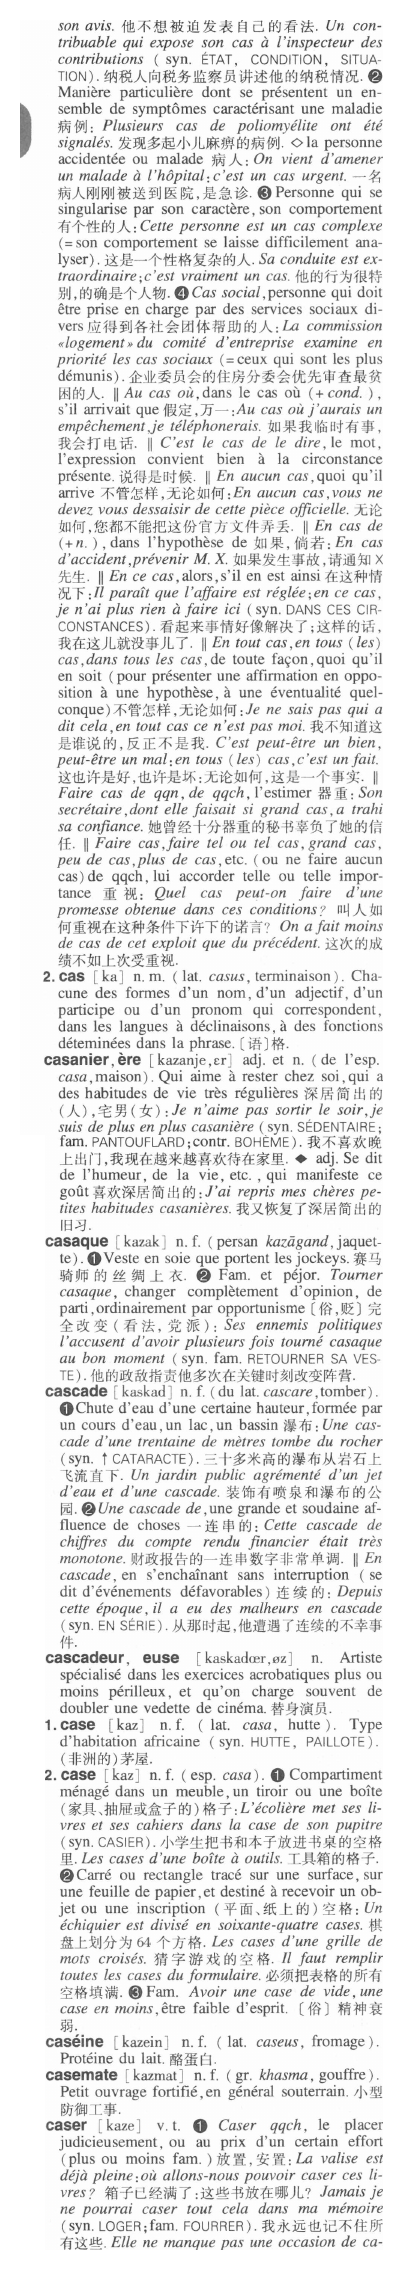 son avis. 他不想被迫发表自己的看法. Un con-
tribuable qui expose son cas à l'inspecteur des
contributions ( syn. ÉTAT, CONDITION, SITUA-
TION). 纳税人向税务监察员讲述他的纳税情况. ❷
Manière particulière dont se présentent un en-
semble de symptômes caractérisant une maladie
病例: Plusieurs cas de poliomyélite ont été
signalés. 发现多起小儿麻痹的病例. ◇la personne
accidentée ou malade 病人: On vient d'amener
un malade à l'hôpital; c'est un cas urgent. 一名
病人刚刚被送到医院,是急诊. ❸ Personne qui se
singularise par son caractère, son comportement
有个性的人: Cette personne est un cas complexe
(= son comportement se laisse difficilement ana-
lyser). 这是一个性格复杂的人. Sa conduite est ex-
traordinaire; c'est vraiment un cas. 他的行为很特
别,的确是个人物. ❹ Cas social, personne qui doit
être prise en charge par des services sociaux di-
vers 应得到各社会团体帮助的人: La commission
«logement» du comité d'entreprise examine en
priorité les cas sociaux (= ceux qui sont les plus
démunis). 企业委员会的住房分委会优先审查最贫
困的人. ‖ Au cas où, dans le cas où (+ cond. ),
s'il arrivait que 假定,万一: Au cas où j'aurais un
empêchement, je téléphonerais. 如果我临时有事,
我会打电话. ‖ C'est le cas de le dire, le mot,
l'expression convient bien à la circonstance
présente. 说得是时候. ‖ En aucun cas, quoi qu'il
arrive 不管怎样,无论如何: En aucun cas, vous ne
devez vous dessaisir de cette pièce officielle. 无论
如何,您都不能把这份官方文件弄丢. ‖ En cas de
(+ n. ), dans l'hypothèse de 如果,倘若: En cas
d'accident, prévenir M. X. 如果发生事故,请通知 X
先生. ‖ En ce cas, alors, s'il en est ainsi 在这种情
况下: Il paraît que l'affaire est réglée; en ce cas,
je n'ai plus rien à faire ici ( syn. DANS CES CIR-
CONSTANCES). 看起来事情好像解决了;这样的话,
我在这儿就没事儿了. ‖ En tout cas, en tous (les)
cas, dans tous les cas, de toute façon, quoi qu'il
en soit ( pour présenter une affirmation en oppo-
sition à une hypothèse, à une éventualité quel-
conque) 不管怎样,无论如何: Je ne sais pas qui a
dit cela, en tout cas ce n'est pas moi. 我不知道这
是谁说的,反正不是我. C'est peut-être un bien,
peut-être un mal; en tous ( les) cas, c'est un fait.
这也许是好,也许是坏;无论如何,这是一个事实. ‖
Faire cas de qqn, de qqch, l'estimer 器重: Son
secrétaire, dont elle faisait si grand cas, a trahi
sa confiance. 她曾经十分器重的秘书辜负了她的信
任. ‖ Faire cas, faire tel ou tel cas, grand cas,
peu de cas, plus de cas, etc. ( ou ne faire aucun
cas) de qqch, lui accorder telle ou telle impor-
tance 重视: Quel cas peut-on faire d'une
promesse obtenue dans ces conditions? 叫人如
何重视在这种条件下许下的诺言? On a fait moins
de cas de cet exploit que du précédent. 这次的成
绩不如上次受重视.
2. cas [ka] n. m. ( lat. casus, terminaison). Cha-
cune des formes d'un nom, d'un adjectif, d'un
participe ou d'un pronom qui correspondent,
dans les langues à déclinaisons, à des fonctions
déteminées dans la phrase. 〔语〕格.
casanier, ère [kazanje, ɛr] adj. et n. ( de l'esp.
casa, maison). Qui aime à rester chez soi, qui a
des habitudes de vie très régulières 深居简出的
(人),宅男(女): Je n'aime pas sortir le soir, je
suis de plus en plus casanière (syn. SÉDENTAIRE;
fam. PANTOUFLARD; contr. BOHÈME). 我不喜欢晚
上出门,我现在越来越喜欢待在家里. ◆ adj. Se dit
de l'humeur, de la vie, etc. , qui manifeste ce
goût 喜欢深居简出的: J'ai repris mes chères pe-
tites habitudes casanières. 我又恢复了深居简出的
旧习.
casaque [kazak] n. f. ( persan kazāgand, jaquet-
te). ❶ Veste en soie que portent les jockeys. 赛马
骑师的丝绸上衣. ❷ Fam. et péjor. Tourner
casaque, changer complètement d'opinion, de
parti, ordinairement par opportunisme 〔俗,贬〕完
全改变(看法,党派): Ses ennemis politiques
l'accusent d'avoir plusieurs fois tourné casaque
au bon moment ( syn. fam. RETOURNER SA VES-
TE). 他的政敌指责他多次在关键时刻改变阵营.
cascade [kaskad] n. f. ( du lat. cascare, tomber).
❶ Chute d'eau d'une certaine hauteur, formée par
un cours d'eau, un lac, un bassin 瀑布: Une cas-
cade d'une trentaine de mètres tombe du rocher
( syn. ↑ CATARACTE). 三十多米高的瀑布从岩石上
飞流直下. Un jardin public agrémenté d'un jet
d'eau et d'une cascade. 装饰有喷泉和瀑布的公
园. ❷ Une cascade de, une grande et soudaine af-
fluence de choses 一连串的: Cette cascade de
chiffres du compte rendu financier était très
monotone. 财政报告的一连串数字非常单调. ‖ En
cascade, en s'enchaînant sans interruption ( se
dit d'événements défavorables) 连续的: Depuis
cette époque, il a eu des malheurs en cascade
( syn. EN SÉRIE). 从那时起,他遭遇了连续的不幸事
件.
cascadeur, euse [kaskadœr, øz] n. Artiste
spécialisé dans les exercices acrobatiques plus ou
moins périlleux, et qu'on charge souvent de
doubler une vedette de cinéma. 替身演员.
1. case [kaz] n. f. ( lat. casa, hutte ). Type
d'habitation africaine ( syn. HUTTE, PAILLOTE).
(非洲的)茅屋.
2. case [kaz] n. f. ( esp. casa). ❶ Compartiment
ménagé dans un meuble, un tiroir ou une boîte
(家具、抽屉或盒子的)格子: L'écolière met ses li-
vres et ses cahiers dans la case de son pupitre
(syn. CASIER). 小学生把书和本子放进书桌的空格
里. Les cases d'une boîte à outils. 工具箱的格子.
❷ Carré ou rectangle tracé sur une surface, sur
une feuille de papier, et destiné à recevoir un ob-
jet ou une inscription (平面、纸上的)空格: Un
échiquier est divisé en soixante-quatre cases. 棋
盘上划分为 64 个方格. Les cases d'une grille de
mots croisés. 猜字游戏的空格. Il faut remplir
toutes les cases du formulaire. 必须把表格的所有
空格填满. ❸ Fam. Avoir une case de vide, une
case en moins, être faible d'esprit. 〔俗〕精神衰
弱.
caséine [kazein] n. f. ( lat. caseus, fromage).
Protéine du lait. 酪蛋白.
casemate [kazmat] n. f. ( gr. khasma, gouffre).
Petit ouvrage fortifié, en général souterrain. 小型
防御工事.
caser [kaze] v. t. ❶ Caser qqch, le placer
judicieusement, ou au prix d'un certain effort
( plus ou moins fam. ) 放置,安置: La valise est
déjà pleine; où allons-nous pouvoir caser ces li-
vres? 箱子已经满了;这些书放在哪儿? Jamais je
ne pourrai caser tout cela dans ma mémoire
(syn. LOGER; fam. FOURRER). 我永远也记不住所
有这些. Elle ne manque pas une occasion de ca-